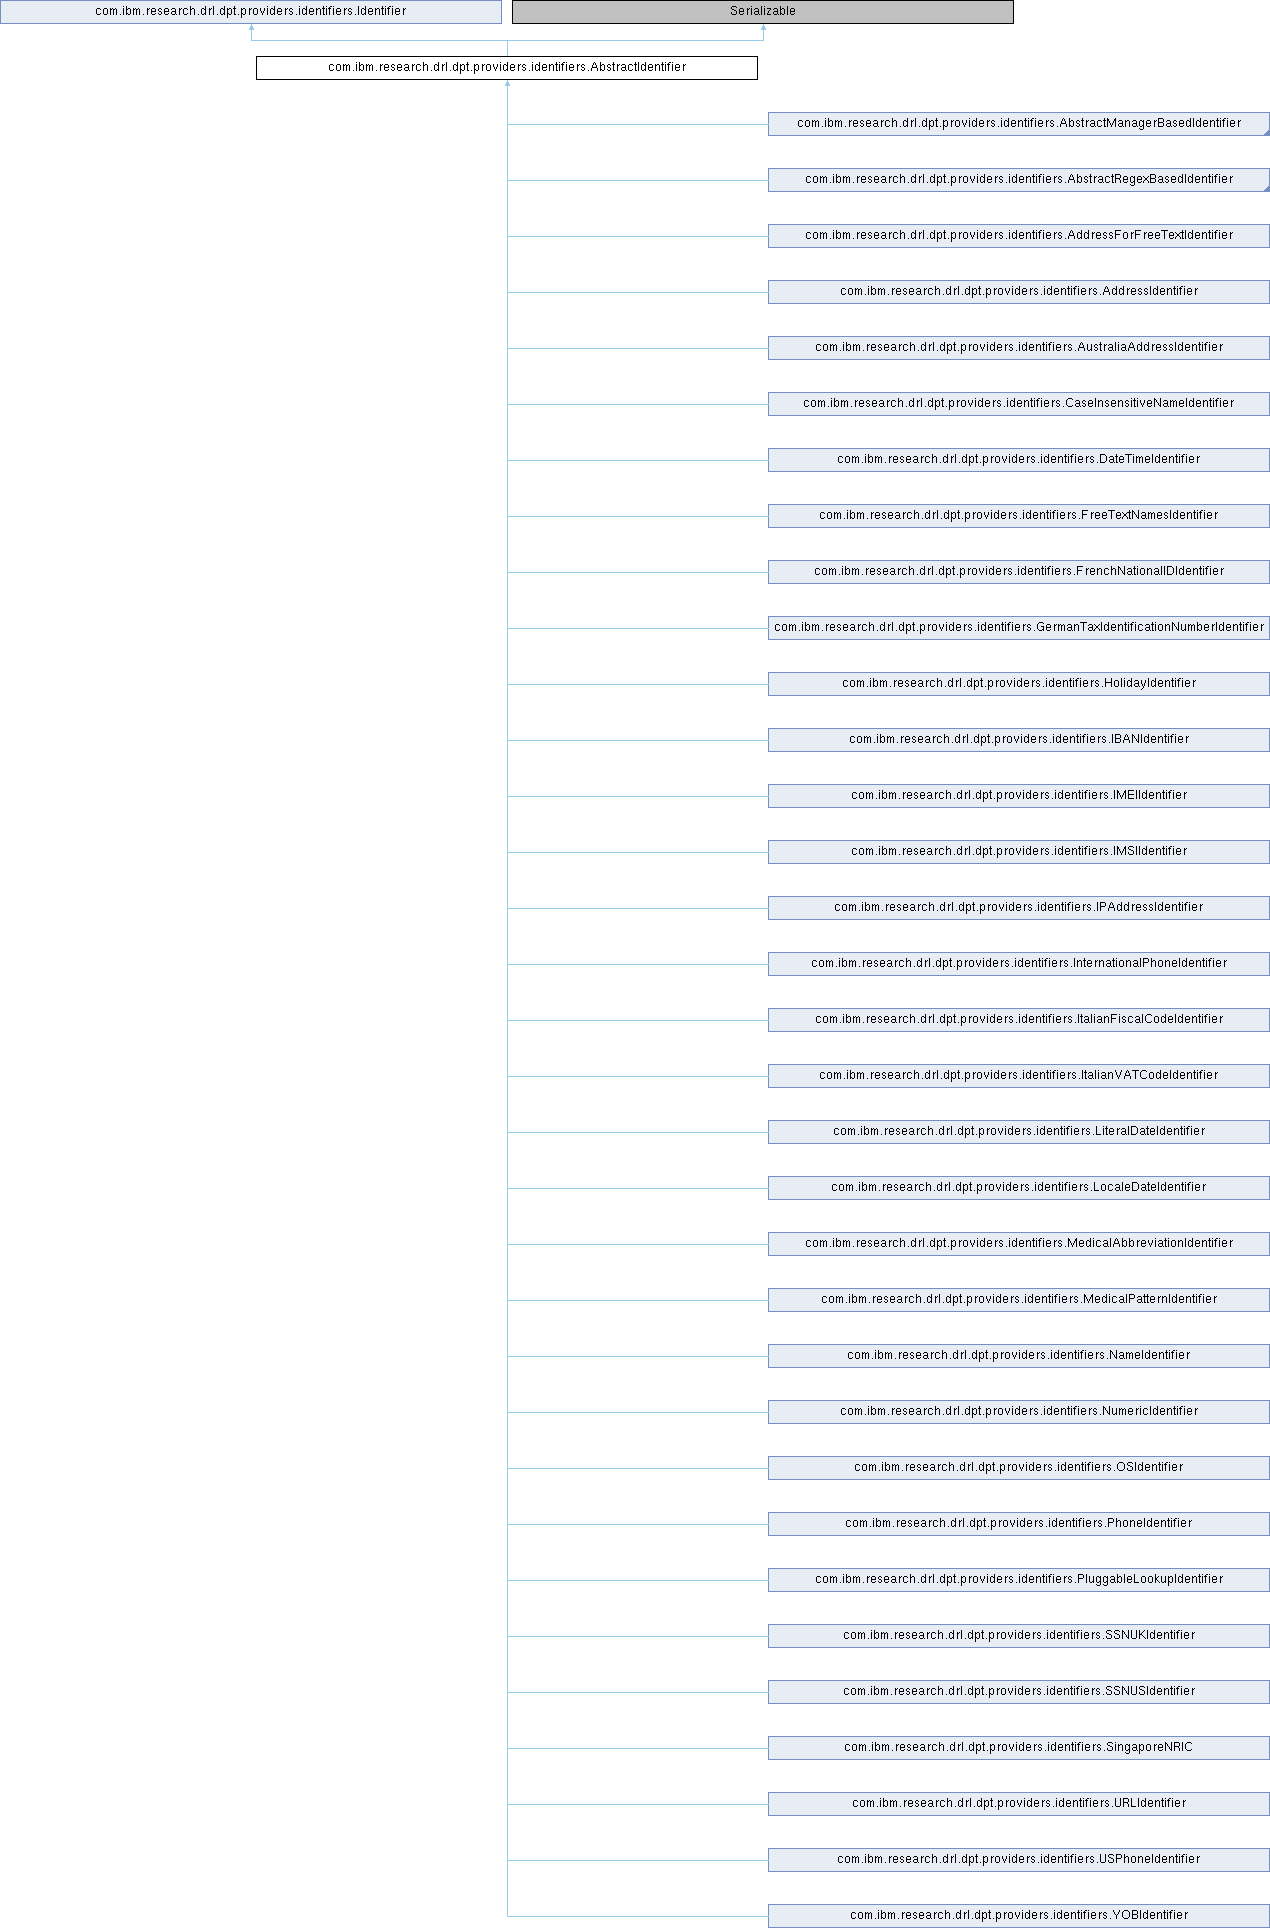 com.ibm.research.drl.dpt.providers.identifiers.Identifier
Serializable
com.ibm.research.drl.dpt.providers.identifiers.AbstractIdentifier
com.ibm.research.drl.dpt.providers.identifiers.AbstractManagerBasedIdentifier
com.ibm.research.drl.dpt.providers.identifiers.AbstractRegexBasedIdentifier
com.ibm.research.drl.dpt.providers.identifiers.AddressForFreeTextIdentifier
com.ibm.research.drl.dpt.providers.identifiers.AddressIdentifier
com.ibm.research.drl.dpt.providers.identifiers.AustraliaAddressIdentifier
com.ibm.research.drl.dpt.providers.identifiers.CaseInsensitiveNameIdentifier
com.ibm.research.drl.dpt.providers.identifiers.DateTimeIdentifier
com.ibm.research.drl.dpt.providers.identifiers.FreeTextNamesIdentifier
com.ibm.research.drl.dpt.providers.identifiers.FrenchNationalIDIdentifier
com.ibm.research.drl.dpt.providers.identifiers.GermanTaxIdentificationNumberIdentifier
com.ibm.research.drl.dpt.providers.identifiers.HolidayIdentifier
com.ibm.research.drl.dpt.providers.identifiers.IBANIdentifier
com.ibm.research.drl.dpt.providers.identifiers.IMEIIdentifier
com.ibm.research.drl.dpt.providers.identifiers.IMSIIdentifier
com.ibm.research.drl.dpt.providers.identifiers.IPAddressIdentifier
com.ibm.research.drl.dpt.providers.identifiers.InternationalPhoneIdentifier
com.ibm.research.drl.dpt.providers.identifiers.ItalianFiscalCodeIdentifier
com.ibm.research.drl.dpt.providers.identifiers.ItalianVATCodeIdentifier
com.ibm.research.drl.dpt.providers.identifiers.LiteralDateIdentifier
com.ibm.research.drl.dpt.providers.identifiers.LocaleDateIdentifier
com.ibm.research.drl.dpt.providers.identifiers.MedicalAbbreviationIdentifier
com.ibm.research.drl.dpt.providers.identifiers.MedicalPatternIdentifier
com.ibm.research.drl.dpt.providers.identifiers.NameIdentifier
com.ibm.research.drl.dpt.providers.identifiers.NumericIdentifier
com.ibm.research.drl.dpt.providers.identifiers.OSIdentifier
com.ibm.research.drl.dpt.providers.identifiers.PhoneIdentifier
com.ibm.research.drl.dpt.providers.identifiers.PluggableLookupIdentifier
com.ibm.research.drl.dpt.providers.identifiers.SSNUKIdentifier
com.ibm.research.drl.dpt.providers.identifiers.SSNUSIdentifier
com.ibm.research.drl.dpt.providers.identifiers.SingaporeNRIC
com.ibm.research.drl.dpt.providers.identifiers.URLIdentifier
com.ibm.research.drl.dpt.providers.identifiers.USPhoneIdentifier
com.ibm.research.drl.dpt.providers.identifiers.YOBIdentifier